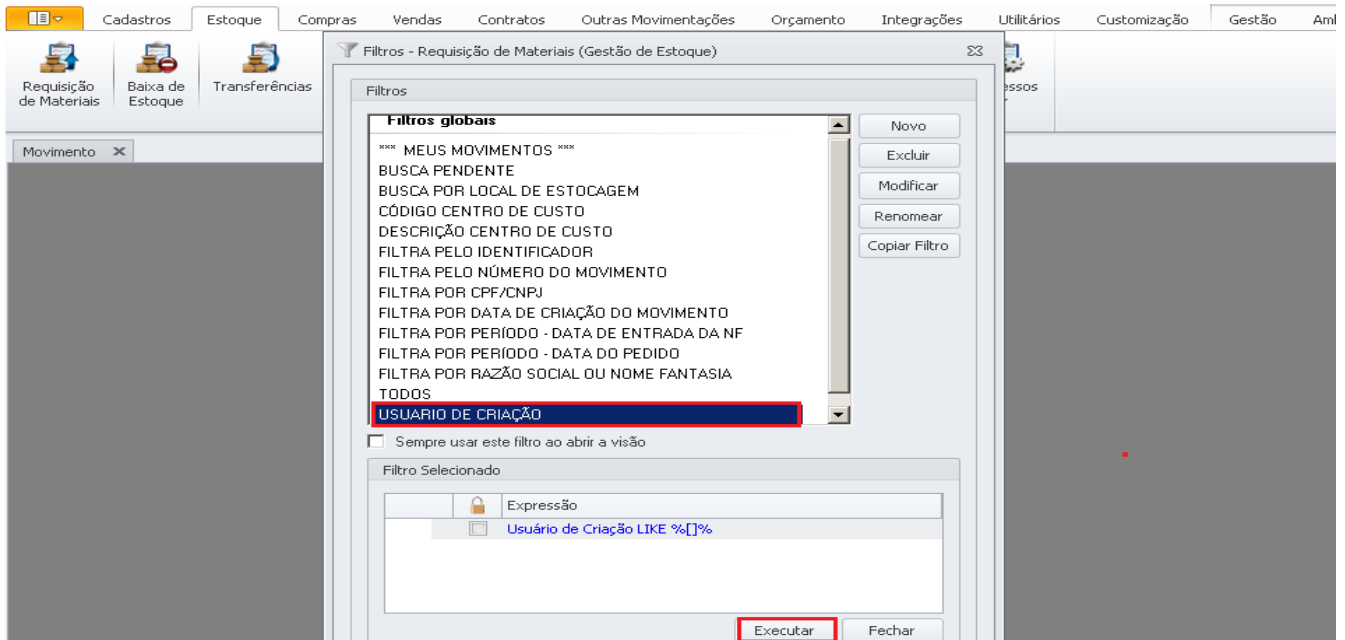 Cadastros Estoque Compras Vendas Contratos Outras Movimentações Orçamento Integrações Utilitários Customização Gestão Aml
Requisição de Materiais
Baixa de Estoque
Transferências
Filtros - Requisição de Materiais (Gestão de Estoque)
essos
Movimento
Filtros
Filtros globais
*** MEUS MOVIMENTOS ***
BUSCA PENDENTE
BUSCA POR LOCAL DE ESTOCAGEM
CÓDIGO CENTRO DE CUSTO
DESCRIÇÃO CENTRO DE CUSTO
FILTRA PELO IDENTIFICADOR
FILTRA PELO NÚMERO DO MOVIMENTO
FILTRA POR CPF/CNPJ
FILTRA POR DATA DE CRIAÇÃO DO MOVIMENTO
FILTRA POR PERÍODO - DATA DE ENTRADA DA NF
FILTRA POR PERÍODO - DATA DO PEDIDO
FILTRA POR RAZÃO SOCIAL OU NOME FANTASIA
TODOS
USUARIO DE CRIAÇÃO
Novo
Excluir
Modificar
Renomear
Copiar Filtro
Sempre usar este filtro ao abrir a visão
Filtro Selecionado
Expressão
Usuário de Criação LIKE %[]%
Executar Fechar